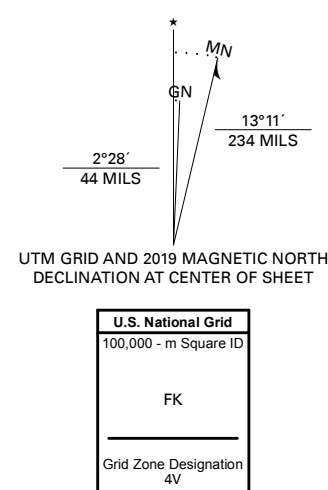 ★
MN
GN
13°11´
234 MILS
2°28´
44 MILS
UTM GRID AND 2019 MAGNETIC NORTH
DECLINATION AT CENTER OF SHEET
U.S. National Grid
100,000 - m Square ID
FK
Grid Zone Designation
4V